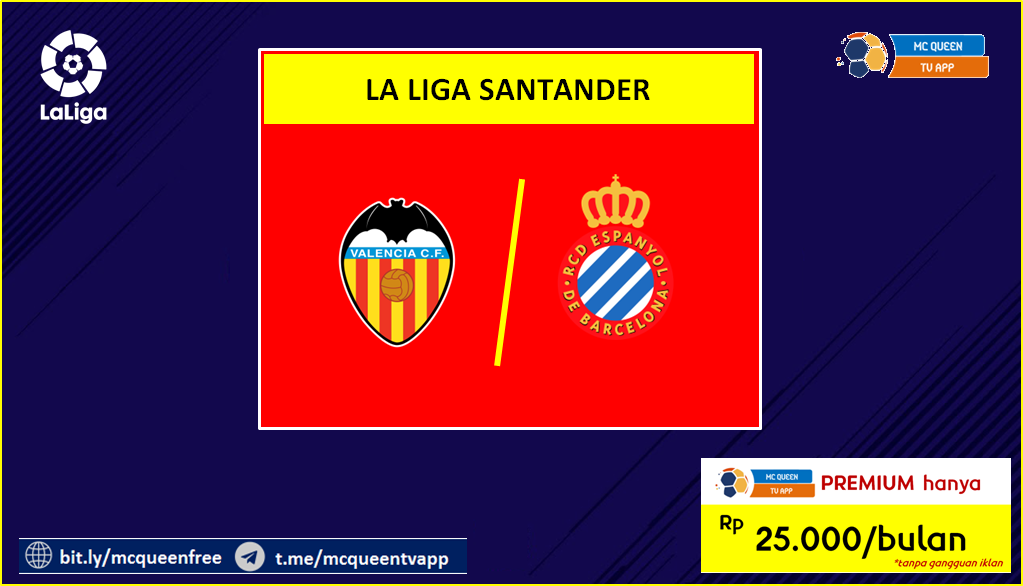 LaLiga
MC QUEEN
TV APP
LA LIGA SANTANDER
VALENCIA C.F.
RCD ESPANYOL
DE BARCELONA
MC QUEEN
TV APP
PREMIUM hanya
Rp 25.000/bulan
*tanpa gangguan iklan
bit.ly/mcqueenfree t.me/mcqueentvapp